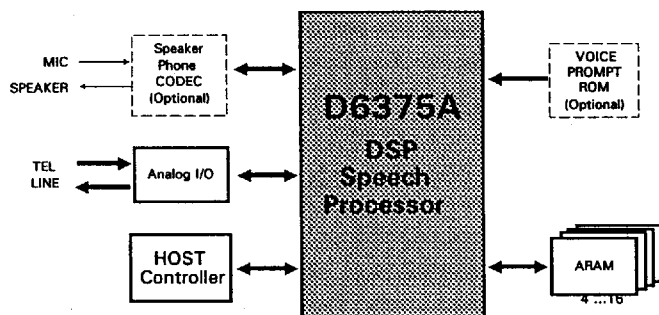 MIC
SPEAKER
Speaker
Phone
CODEC
(Optional)
D6375A
DSP
Speech
Processor
VOICE
PROMPT
ROM
(Optional)
TEL
LINE
Analog I/O
HOST
Controller
ARAM
4 ...16